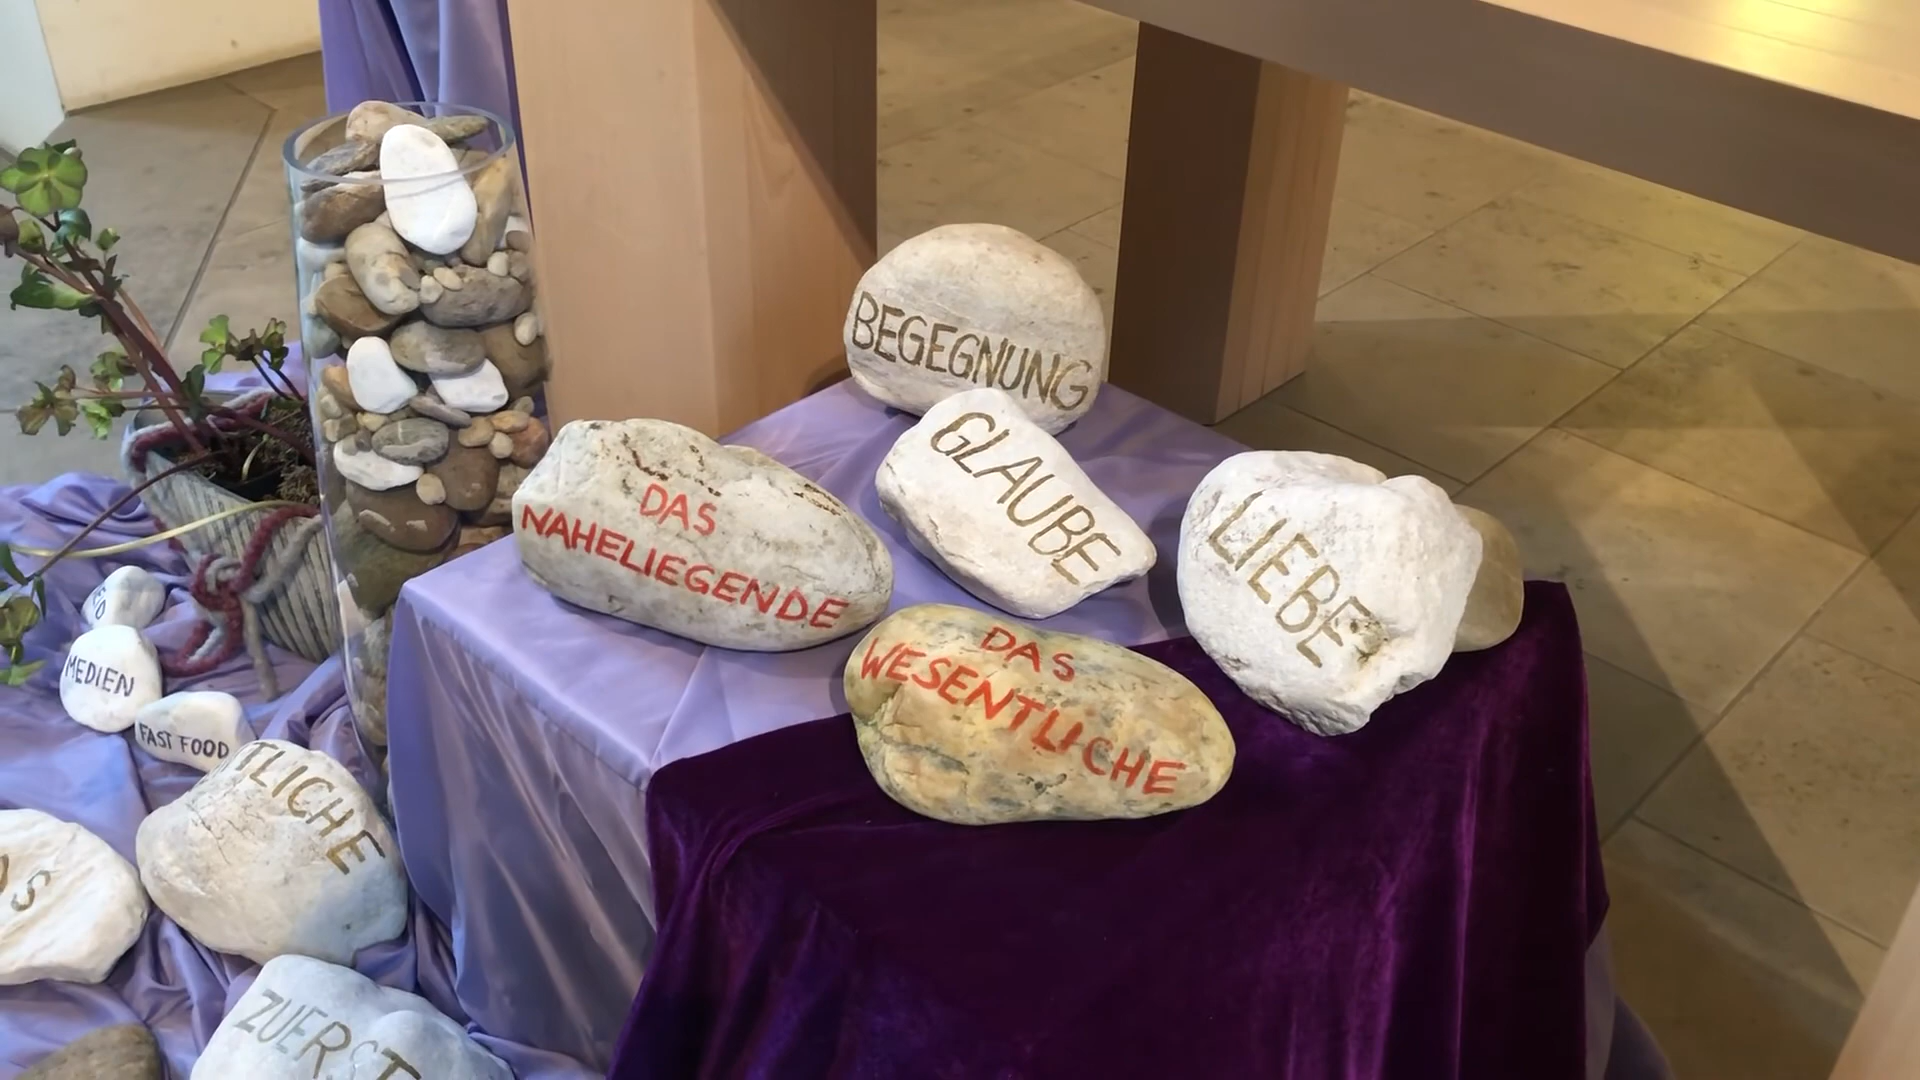 BEGEGNUNG
GLAUBE
LIEBE
DAS
NAHELIEGENDE
DAS
WESENTLICHE
MEDIEN
FAST FOOD
TLICHE
ZUERST